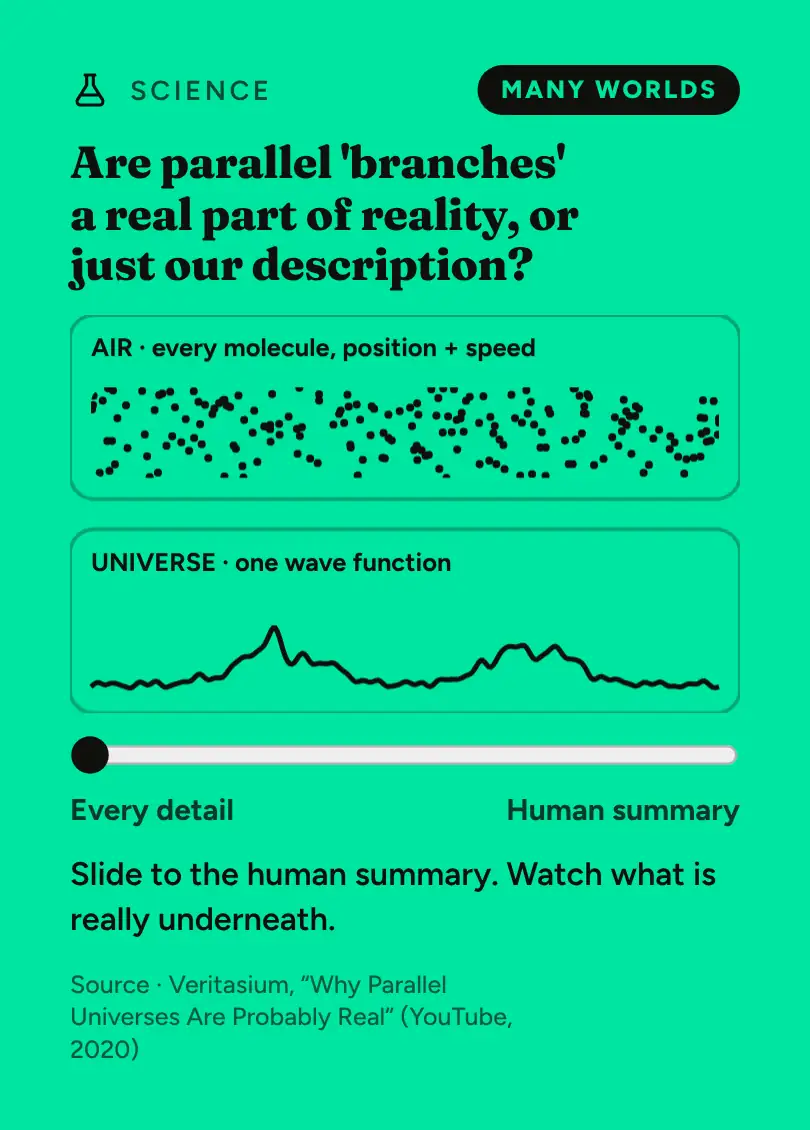 SCIENCE
MANY WORLDS
Are parallel 'branches'
a real part of reality, or
just our description?
AIR · every molecule, position + speed
UNIVERSE · one wave function
Every detail
Human summary
Slide to the human summary. Watch what is
really underneath.
Source · Veritasium, “Why Parallel
Universes Are Probably Real” (YouTube,
2020)